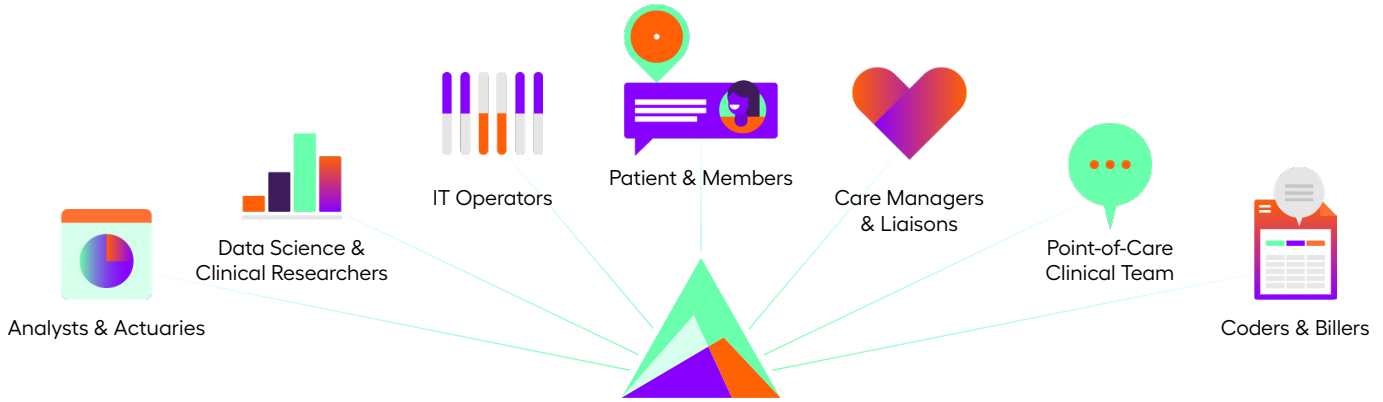 Analysts & Actuaries
Data Science &
Clinical Researchers
IT Operators
Patient & Members
Care Managers
& Liaisons
Point-of-Care
Clinical Team
Coders & Billers